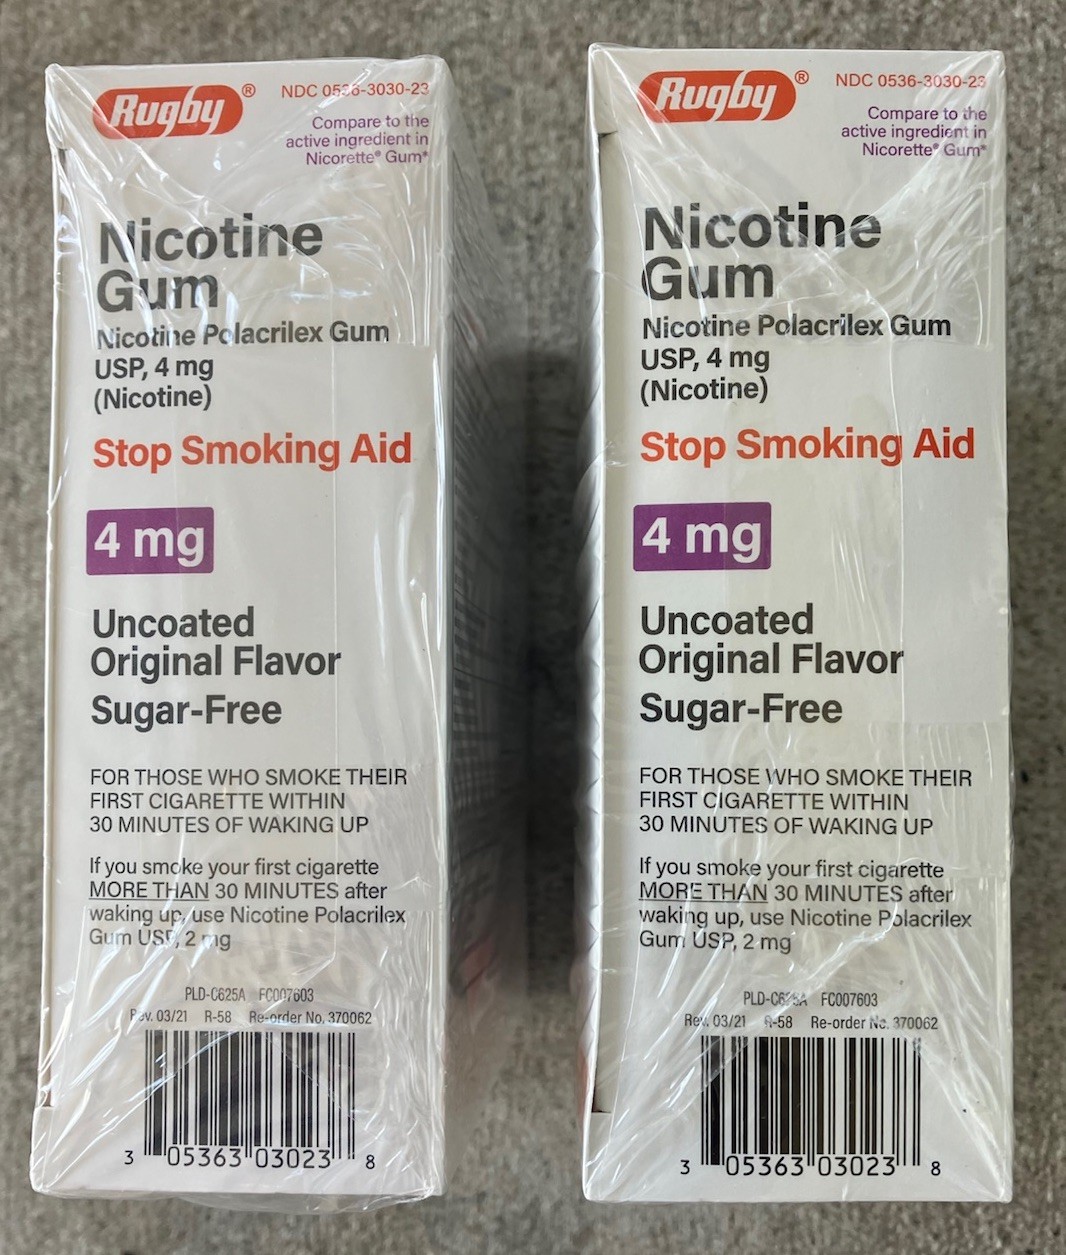 Rugby®
NDC 0536-3030-23
Compare to the
active ingredient in
Nicorette® Gum*
Nicotine
Gum
Nicotine Polacrilex Gum
USP, 4 mg
(Nicotine)
Stop Smoking Aid
4 mg
Uncoated
Original Flavor
Sugar-Free
FOR THOSE WHO SMOKE THEIR
FIRST CIGARETTE WITHIN
30 MINUTES OF WAKING UP
If you smoke your first cigarette
MORE THAN 30 MINUTES after
waking up, use Nicotine Polacrilex
Gum USP, 2 mg
PLD-C625A FC007603
Rev. 03/21 R-58 Re-order No. 370062
3 05363 03023 8
Rugby®
NDC 0536-3030-23
Compare to the
active ingredient in
Nicorette® Gum*
Nicotine
Gum
Nicotine Polacrilex Gum
USP, 4 mg
(Nicotine)
Stop Smoking Aid
4 mg
Uncoated
Original Flavor
Sugar-Free
FOR THOSE WHO SMOKE THEIR
FIRST CIGARETTE WITHIN
30 MINUTES OF WAKING UP
If you smoke your first cigarette
MORE THAN 30 MINUTES after
waking up, use Nicotine Polacrilex
Gum USP, 2 mg
PLD-C625A FC007603
Rev. 03/21 R-58 Re-order No. 370062
3 05363 03023 8